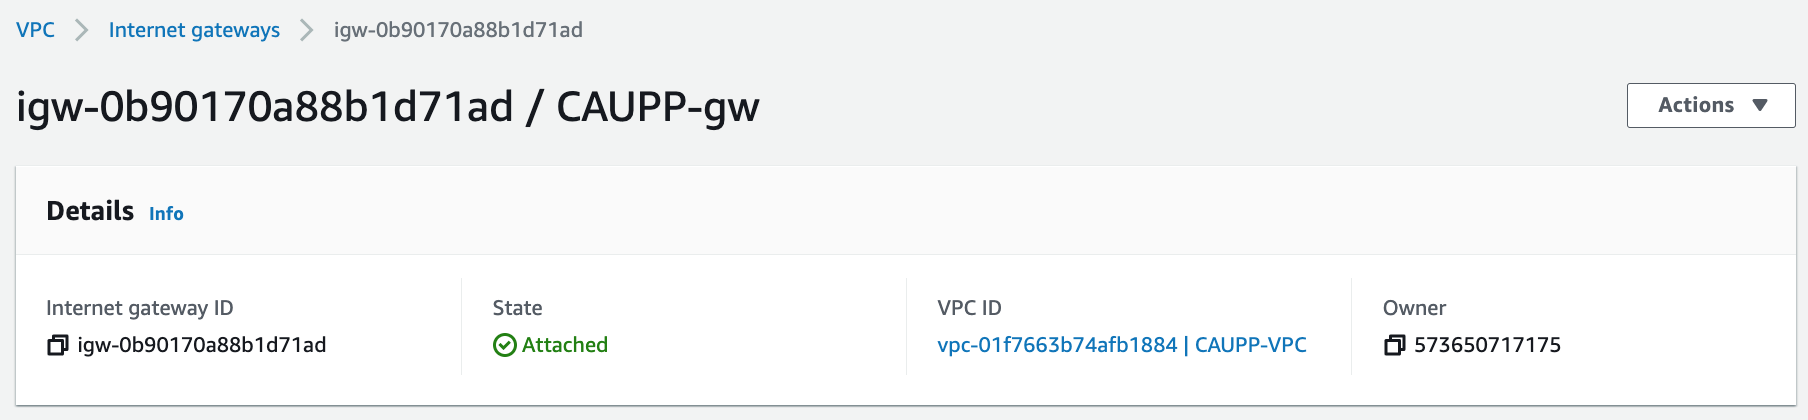 VPC Internet gateways igw-0b90170a88b1d71ad
igw-0b90170a88b1d71ad / CAUPP-gw
Actions
Details Info
Internet gateway ID
igw-0b90170a88b1d71ad
State
Attached
VPC ID
vpc-01f7663b74afb1884 | CAUPP-VPC
Owner
573650717175